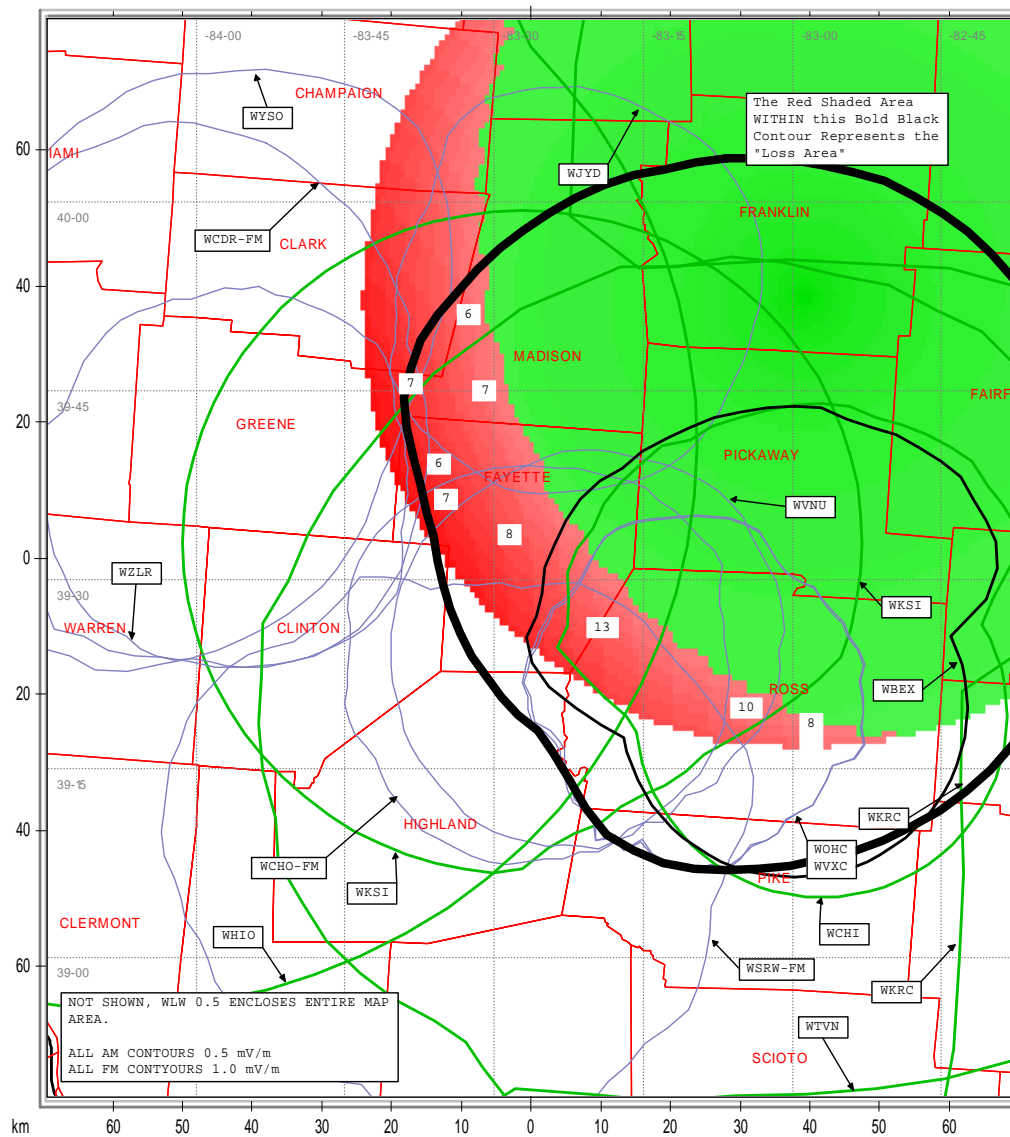 -84-00
-83-45
-83-30
-83-15
-83-00
-82-45
CHAMPAIGN
WYSO
The Red Shaded Area
WITHIN this Bold Black
Contour Represents the
"Loss Area"
60
IAMI
WJYD
40-00
FRANKLIN
WCDR-FM
CLARK
40
6
MADISON
7
7
39-45
FAIRF
20
GREENE
PICKAWAY
6
FAYETTE
7
WVNU
8
0
WZLR
39-30
WKSI
WARREN
CLINTON
13
20
ROSS
WBEX
10
8
39-15
WKRC
40
HIGHLAND
WCHO-FM
WOHC
WVXC
WKSI
PIKE
CLERMONT
WHIO
WCHI
60
39-00
WSRW-FM
WKRC
NOT SHOWN, WLW 0.5 ENCLOSES ENTIRE MAP
AREA.
ALL AM CONTOURS 0.5 mV/m
ALL FM CONTYOURS 1.0 mV/m
WTVN
SCIOTO
km
60
50
40
30
20
10
0
10
20
30
40
50
60